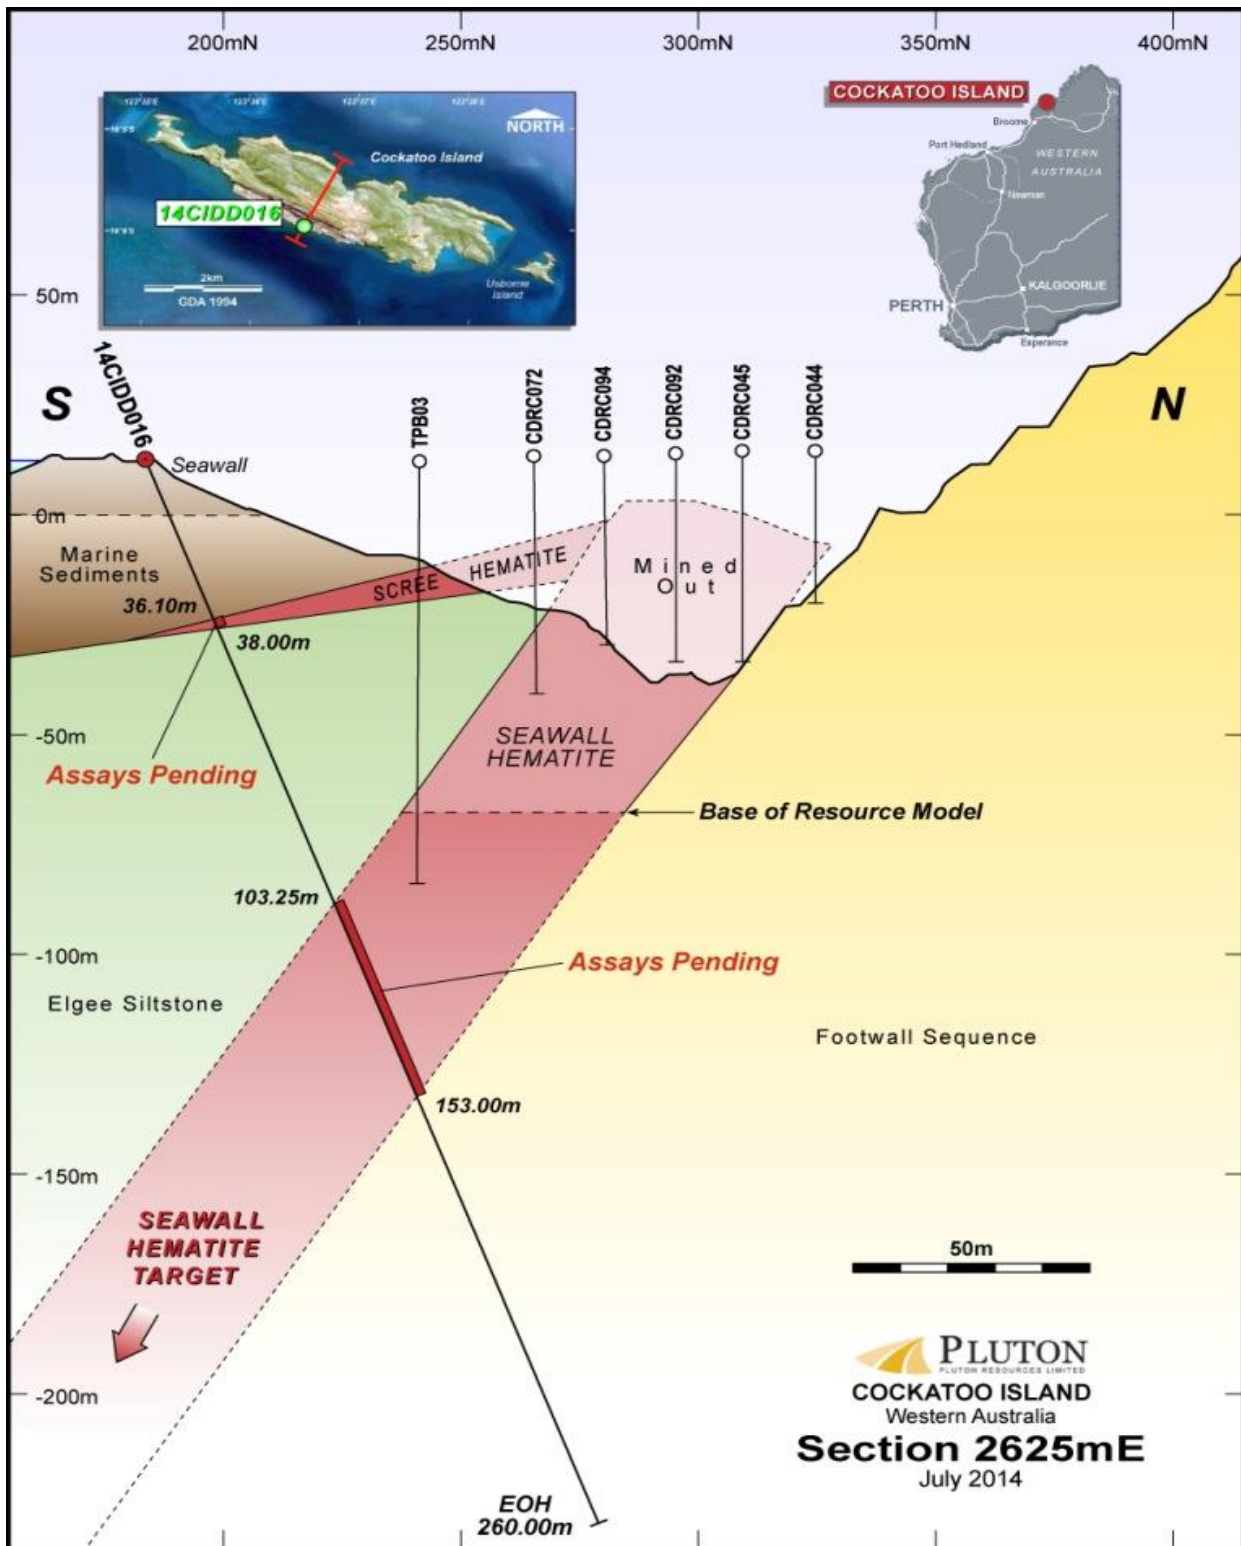 200mN
250mN
300mN
350mN
400mN
NORTH
Cockatoo Island
14CIDD016
Usborne
Island
2km
GDA 1994
COCKATOO ISLAND
Broome
Port Hedland
WESTERN
AUSTRALIA
Newman
KALGOORLIE
PERTH
Esperance
50m
S
N
14CIDD016
Seawall
TPB03
CDRC072
CDRC094
CDRC092
CDRC045
CDRC044
0m
Marine
Sediments
SCREE HEMATITE
Mined
Out
36.10m
38.00m
-50m
SEAWALL
HEMATITE
Assays Pending
Base of Resource Model
103.25m
-100m
Assays Pending
Elgee Siltstone
Footwall Sequence
153.00m
-150m
SEAWALL
HEMATITE
TARGET
50m
-200m
PLUTON
PLUTON RESOURCES LIMITED
COCKATOO ISLAND
Western Australia
Section 2625mE
July 2014
EOH
260.00m